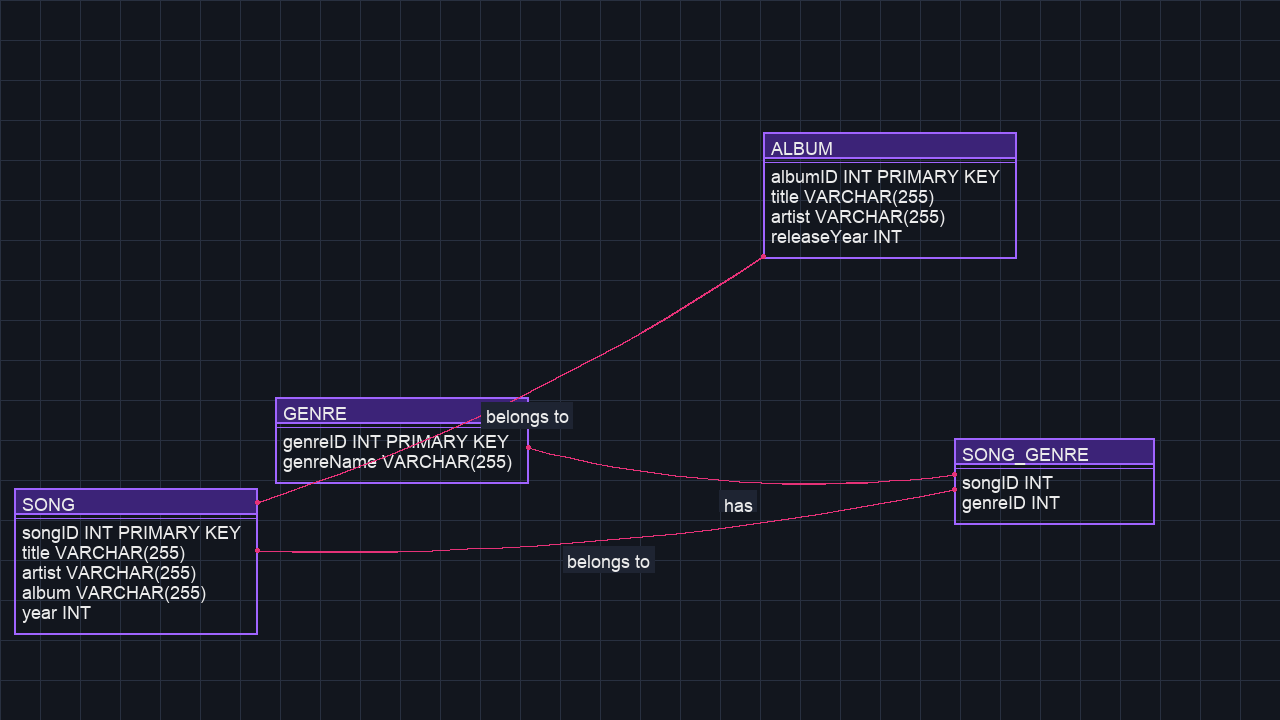 ALBUM
albumID INT PRIMARY KEY
title VARCHAR(255)
artist VARCHAR(255)
releaseYear INT
GENRE
genreID INT PRIMARY KEY
genreName VARCHAR(255)
belongs to
SONG_GENRE
songID INT
genreID INT
has
SONG
songID INT PRIMARY KEY
title VARCHAR(255)
artist VARCHAR(255)
album VARCHAR(255)
year INT
belongs to